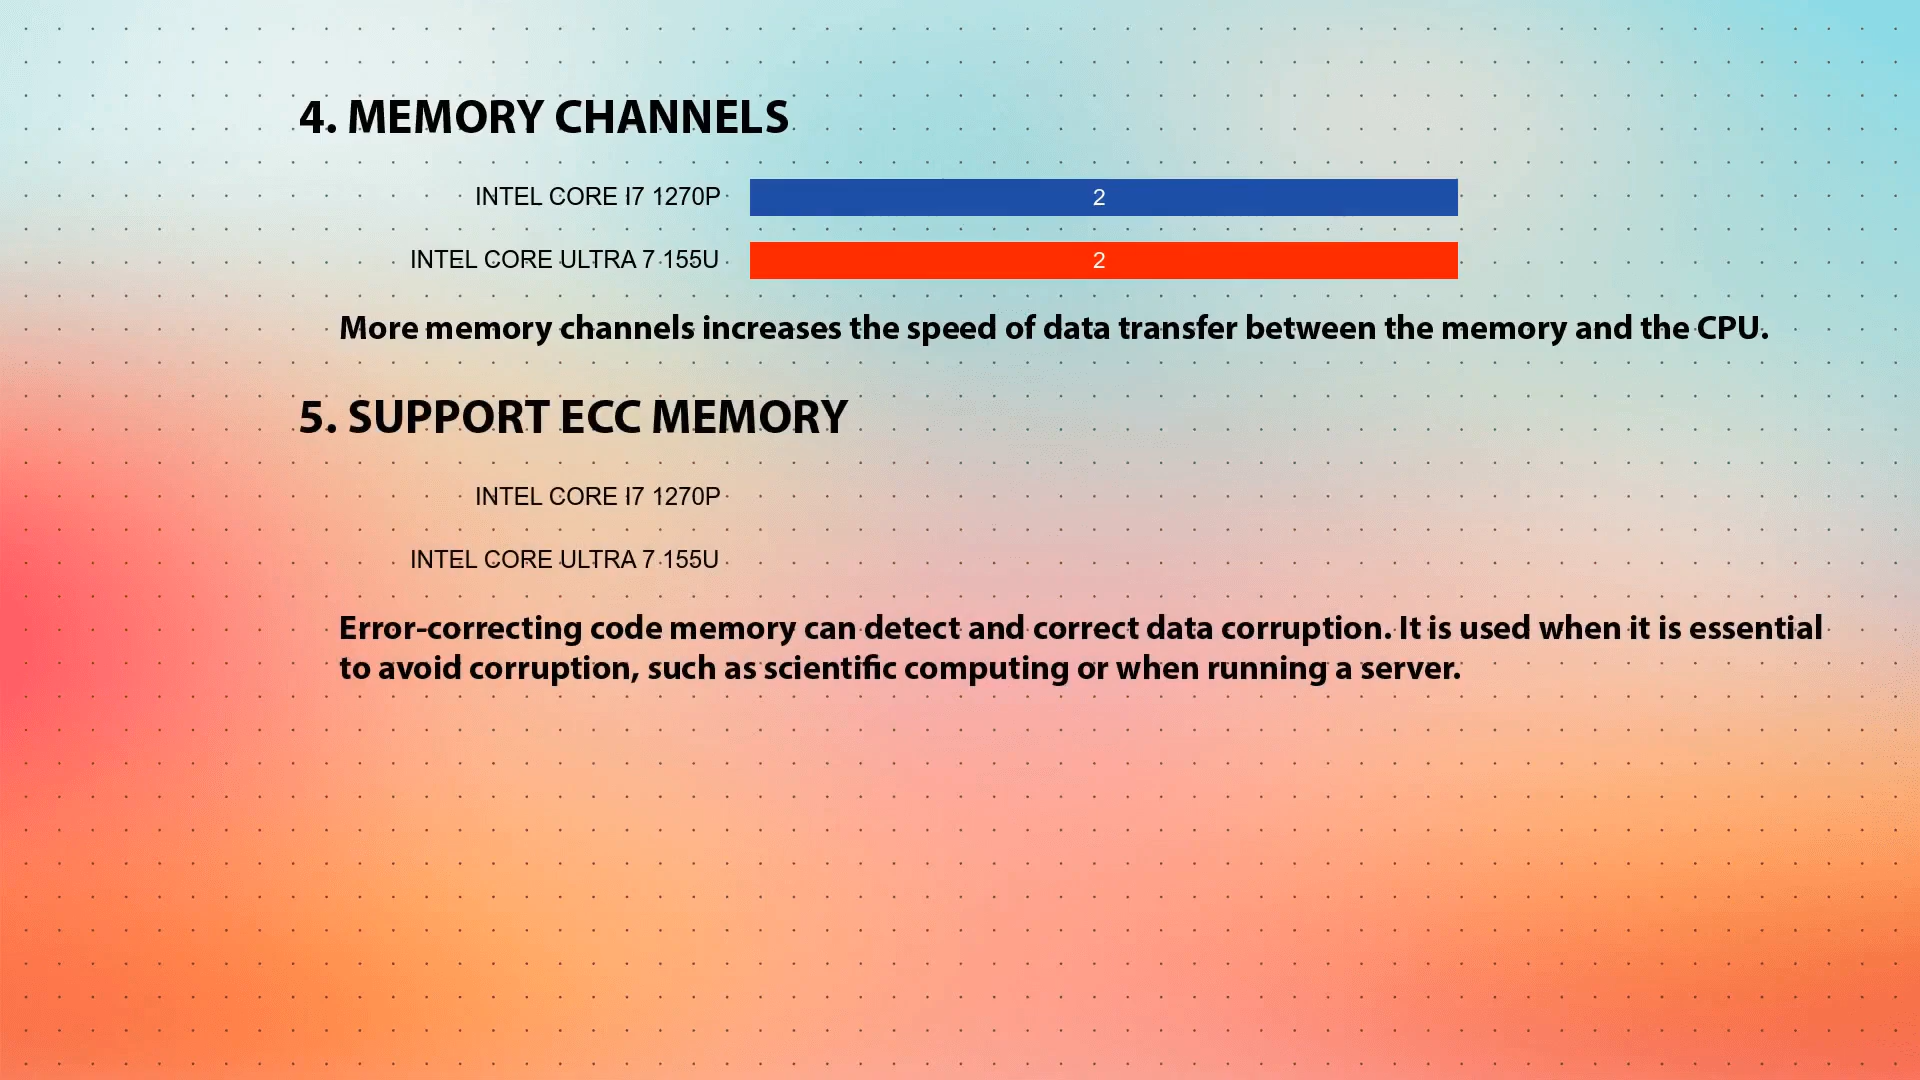 4. MEMORY CHANNELS
INTEL CORE I7 1270P
2
INTEL CORE ULTRA 7 155U
2
More memory channels increases the speed of data transfer between the memory and the CPU.
5. SUPPORT ECC MEMORY
INTEL CORE I7 1270P
INTEL CORE ULTRA 7 155U
Error-correcting code memory can detect and correct data corruption. It is used when it is essential
to avoid corruption, such as scientific computing or when running a server.